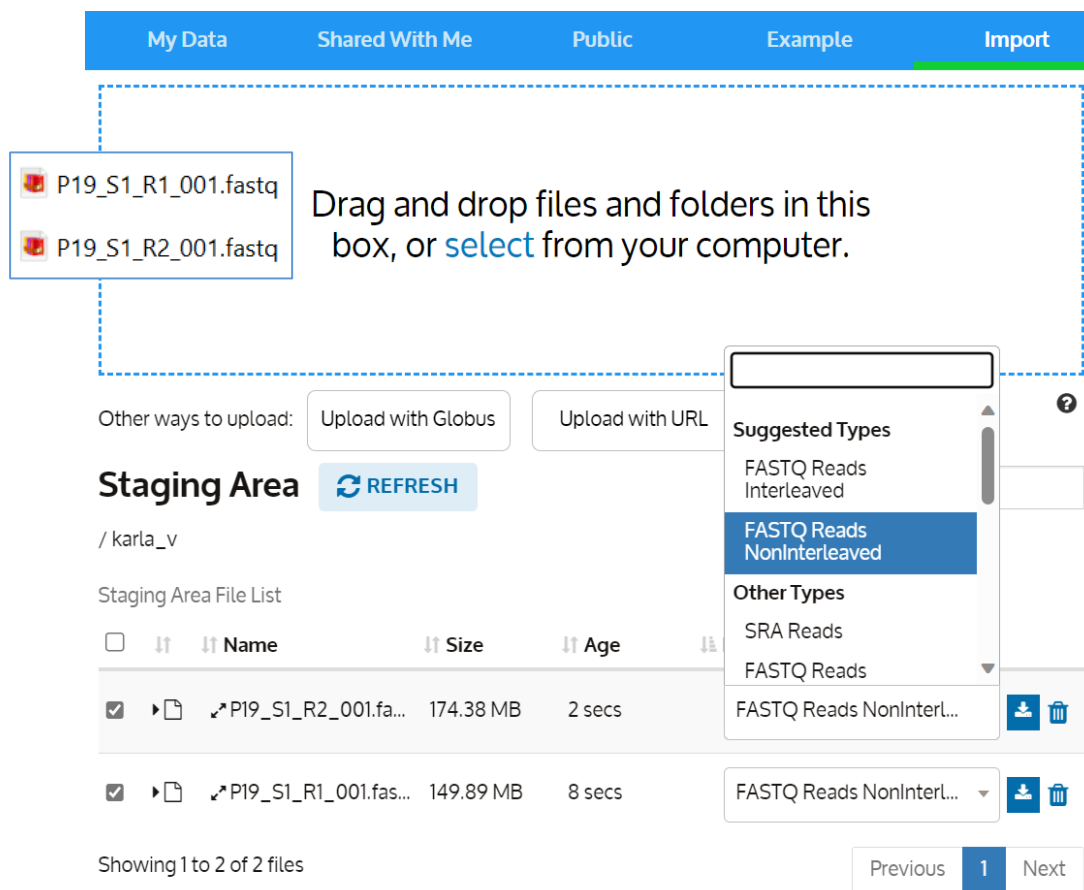 My Data Shared With Me Public Example Import
P19_S1_R1_001.fastq
P19_S1_R2_001.fastq
Drag and drop files and folders in this
box, or select from your computer.
Other ways to upload: Upload with Globus Upload with URL
Suggested Types
FASTQ Reads
Interleaved
FASTQ Reads
NonInterleaved
Other Types
SRA Reads
FASTQ Reads
Staging Area REFRESH
/ karla_v
Staging Area File List
Name Size Age
P19_S1_R2_001.fa... 174.38 MB 2 secs FASTQ Reads NonInterl...
P19_S1_R1_001.fas... 149.89 MB 8 secs FASTQ Reads NonInterl...
Showing 1 to 2 of 2 files Previous 1 Next